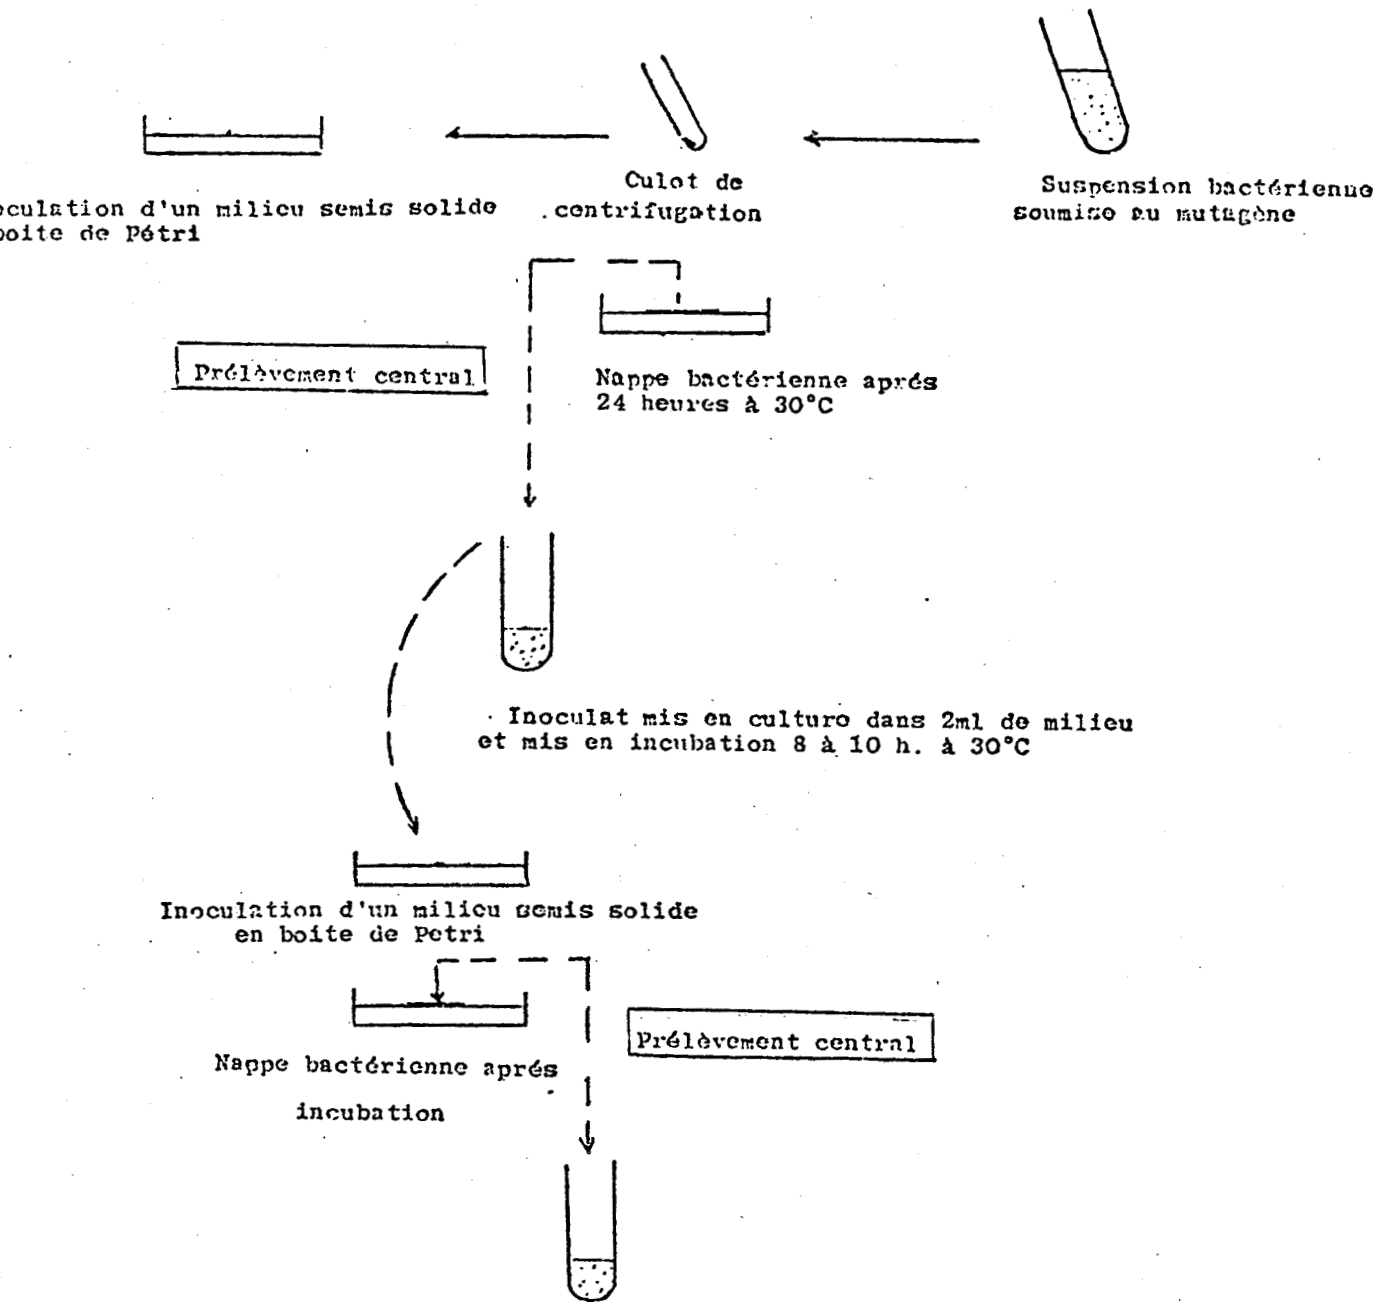 Suspension bactérienne
soumise au mutagène
Culot de
centrifugation
oculation d'un milieu semis solide
boite de Pétri
Prélèvement central
Nappe bactérienne aprés
24 heures à 30°C
Inoculat mis en culture dans 2ml de milieu
et mis en incubation 8 à 10 h. à 30°C
Inoculation d'un milieu semis solide
en boite de Petri
Prélèvement central
Nappe bactérienne aprés
incubation